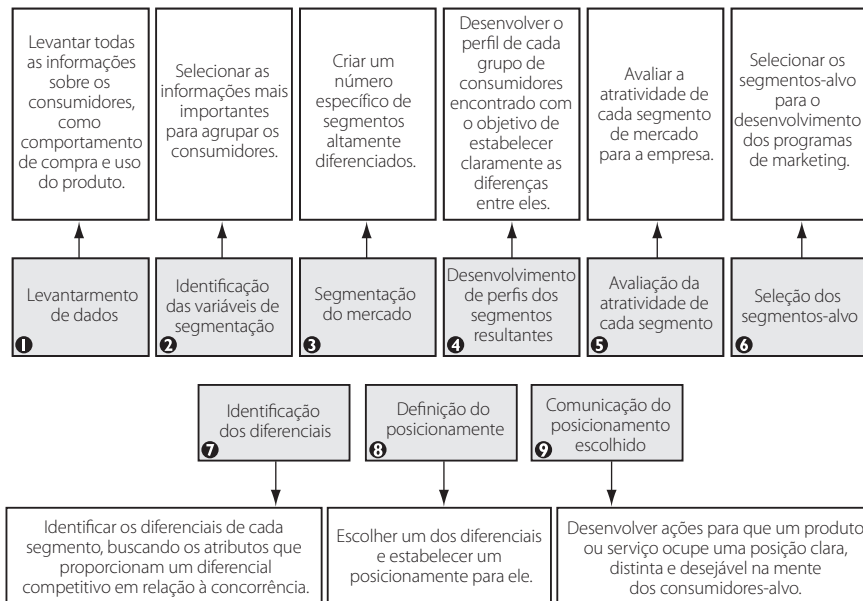 Levantar todas
as informações
sobre os
consumidores,
como
comportamento
de compra e uso
do produto.
Selecionar as
informações mais
importantes
para agrupar os
consumidores.
Criar um
número
específico de
segmentos
altamente
diferenciados.
Desenvolver o
perfil de cada
grupo de
consumidores
encontrado com
o objetivo de
estabelecer
claramente as
diferenças
entre eles.
Avaliar a
atratividade de
cada segmento
de mercado
para a empresa.
Selecionar os
segmentos-alvo
para o
desenvolvimento
dos programas
de marketing.
Levantarmento
de dados
1
Identificação
das variáveis de
segmentação
2
Segmentação
do mercado
3
Desenvolvimento
de perfis dos
segmentos
resultantes
4
Avaliação da
atratividade de
cada segmento
5
Seleção dos
segmentos-alvo
6
Identificação
dos diferenciais
7
Definição do
posicionamente
8
Comunicação do
posicionamento
escolhido
9
Identificar os diferenciais de cada
segmento, buscando os atributos que
proporcionam um diferencial
competitivo em relação à concorrência.
Escolher um dos diferenciais
e estabelecer um
posicionamento para ele.
Desenvolver ações para que um produto
ou serviço ocupe uma posição clara,
distinta e desejável na mente
dos consumidores-alvo.